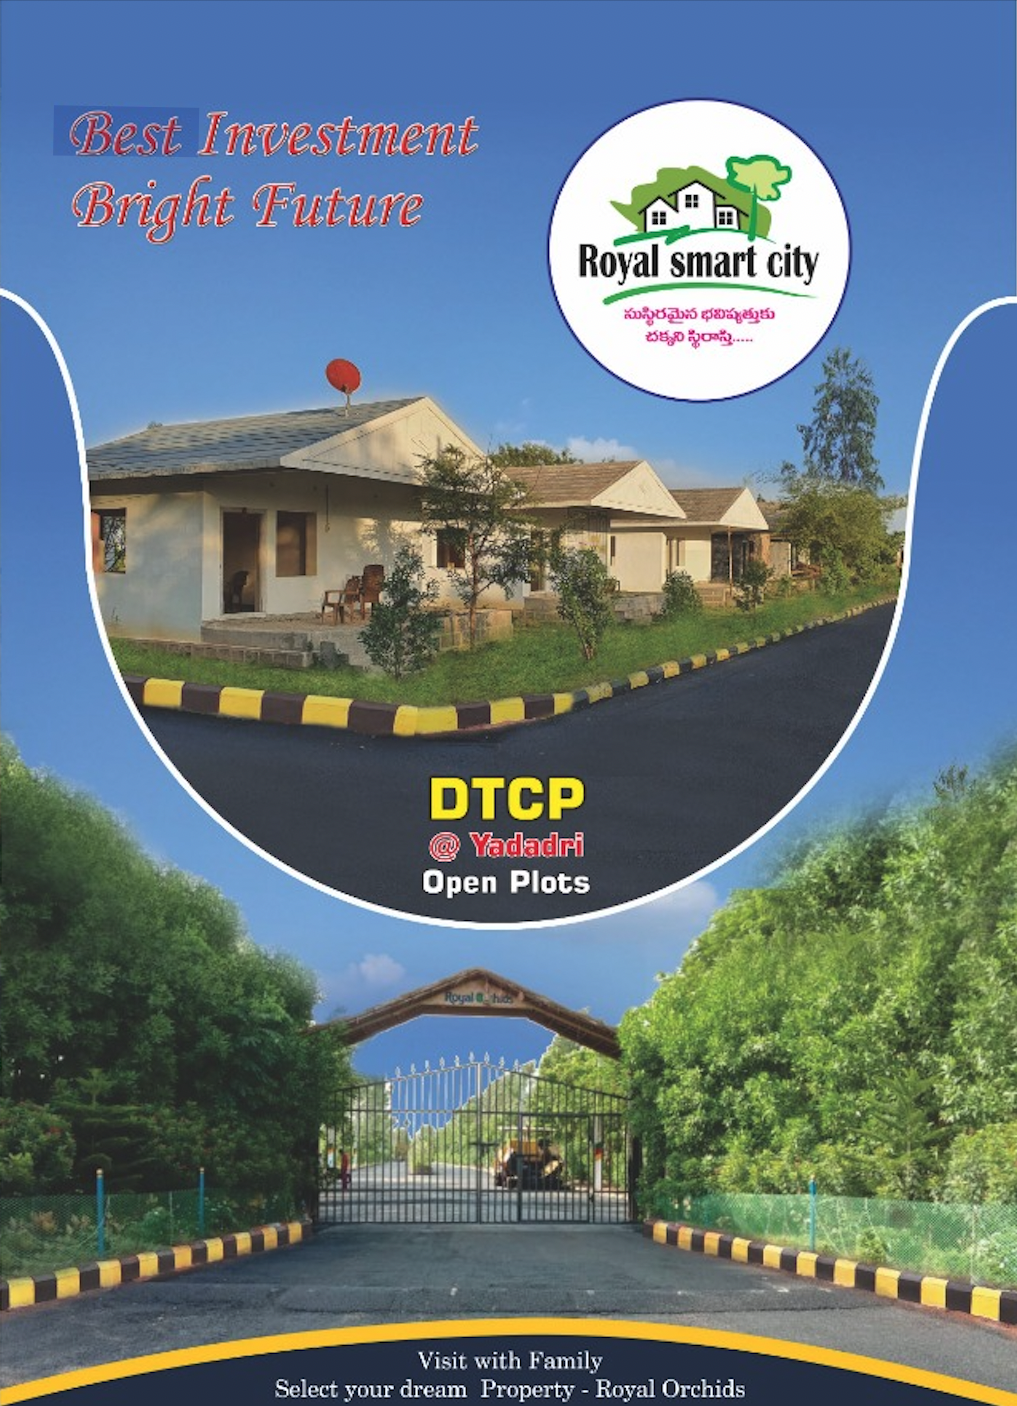 Best Investment
Bright Future
Royal smart city
సుస్థిరమైన భవిష్యత్తుకు
చక్కని స్థిరాస్తి.....
DTCP
@ Yadadri
Open Plots
Royal
Visit with Family
Select your dream Property - Royal Orchids